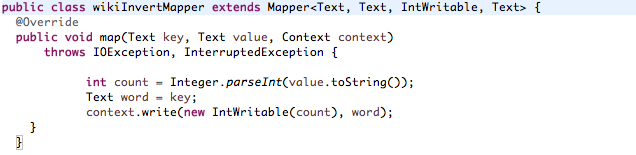 public class wikiInvertMapper extends Mapper<Text, Text, IntWritable, Text> {
@Override
public void map(Text key, Text value, Context context)
throws IOException, InterruptedException {
int count = Integer.parseInt(value.toString());
Text word = key;
context.write(new IntWritable(count), word);
}
}